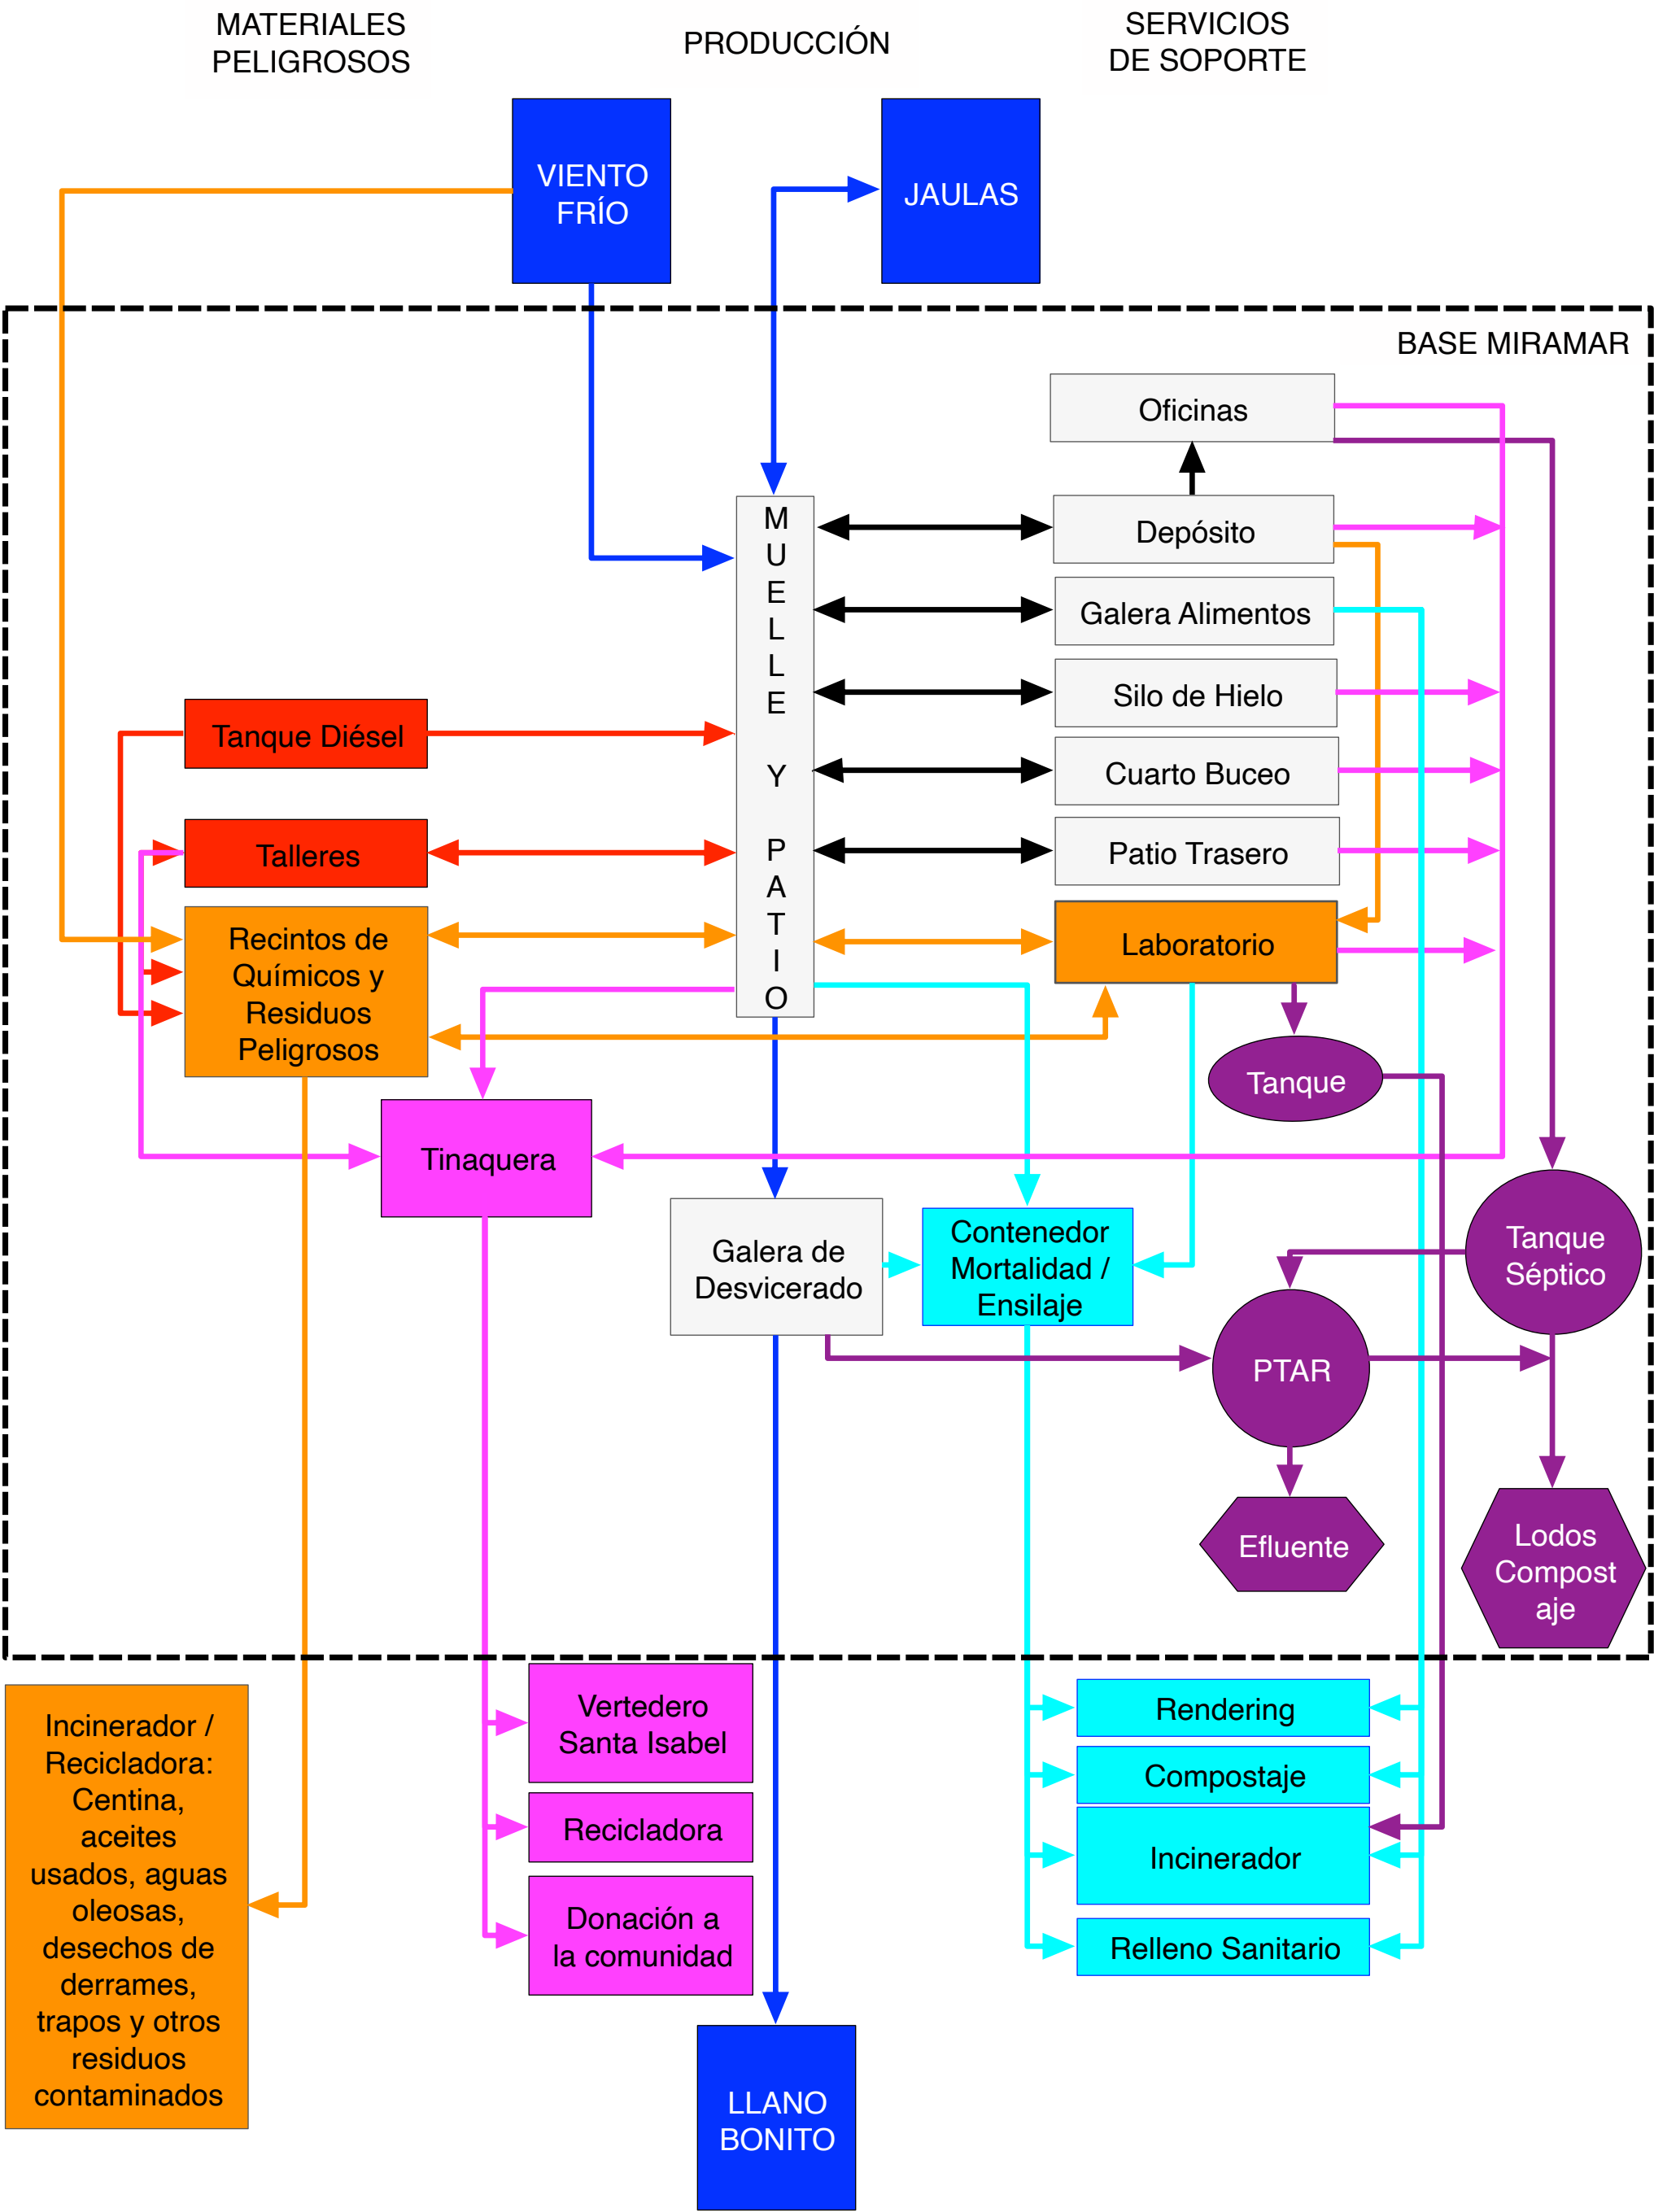 MATERIALES
PELIGROSOS
PRODUCCIÓN
SERVICIOS
DE SOPORTE
VIENTO
FRÍO
JAULAS
BASE MIRAMAR
Oficinas
M
U
E
L
L
E
Y
P
A
T
I
O
Depósito
Galera Alimentos
Silo de Hielo
Cuarto Buceo
Patio Trasero
Laboratorio
Tanque Diésel
Talleres
Recintos de
Químicos y
Residuos
Peligrosos
Tanque
Tinaquera
Galera de
Desvicerado
Contenedor
Mortalidad /
Ensilaje
Tanque
Séptico
PTAR
Efluente
Lodos
Compost
aje
Incinerador /
Recicladora:
Centina,
aceites
usados, aguas
oleosas,
desechos de
derrames,
trapos y otros
residuos
contaminados
Vertedero
Santa Isabel
Recicladora
Donación a
la comunidad
Rendering
Compostaje
Incinerador
Relleno Sanitario
LLANO
BONITO